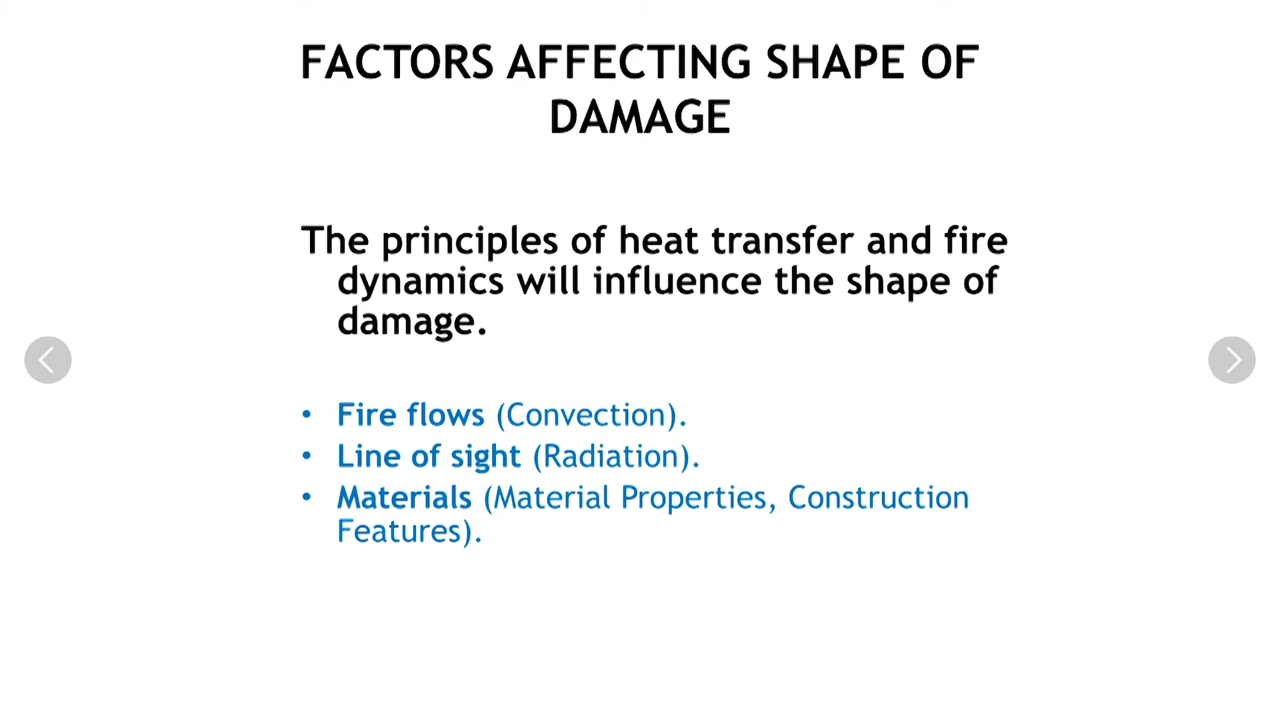 FACTORS AFFECTING SHAPE OF
DAMAGE
The principles of heat transfer and fire
dynamics will influence the shape of
damage.
• Fire flows (Convection).
• Line of sight (Radiation).
• Materials (Material Properties, Construction
Features).